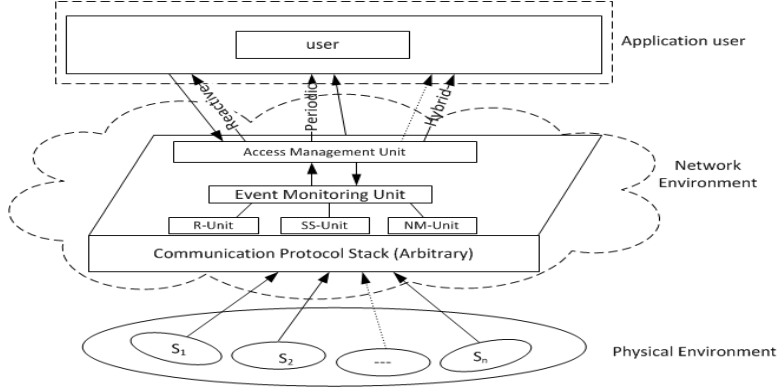 user
Application user
Reactive
Periodic
Hybrid
Access Management Unit
Network
Environment
Event Monitoring Unit
R-Unit
SS-Unit
NM-Unit
Communication Protocol Stack (Arbitrary)
S1
S2
---
Sn
Physical Environment